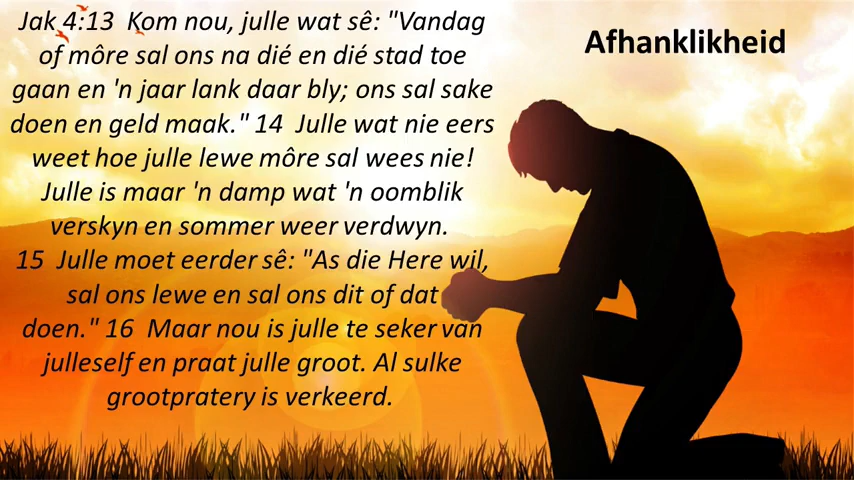 Jak 4:13 Kom nou, julle wat sê: "Vandag
of môre sal ons na dié en dié stad toe
gaan en 'n jaar lank daar bly; ons sal sake
doen en geld maak." 14 Julle wat nie eers
weet hoe julle lewe môre sal wees nie!
Julle is maar 'n damp wat 'n oomblik
verskyn en sommer weer verdwyn.
15 Julle moet eerder sê: "As die Here wil,
sal ons lewe en sal ons dit of dat
doen." 16 Maar nou is julle te seker van
julleself en praat julle groot. Al sulke
grootpratery is verkeerd.
Afhanklikheid